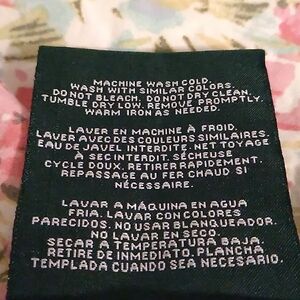 MACHINE WASH COLD.
WASH WITH SIMILAR COLORS.
DO NOT BLEACH. DO NOT DRY CLEAN.
TUMBLE DRY LOW. REMOVE PROMPTLY.
WARM IRON AS NEEDED.
LAVER EN MACHINE À FROID.
LAVER AVEC DES COULEURS SIMILAIRES.
EAU DE JAVEL INTERDITE. NET TOYAGE
À SEC INTERDIT. SÉCHEUSE
CYCLE DOUX. RETIRER RAPIDEMENT.
REPASSAGE AU FER CHAUD SI
NÉCESSAIRE.
LAVAR A MÁQUINA EN AGUA
FRIA. LAVAR CON COLORES
PARECIDOS. NO USAR BLANQUEADOR.
NO LAVAR EN SECO.
SECAR A TEMPERATURA BAJA
RETIRE DE INMEDIATO. PLANCHA
TEMPLADA CUANDO SEA NECESARIO.